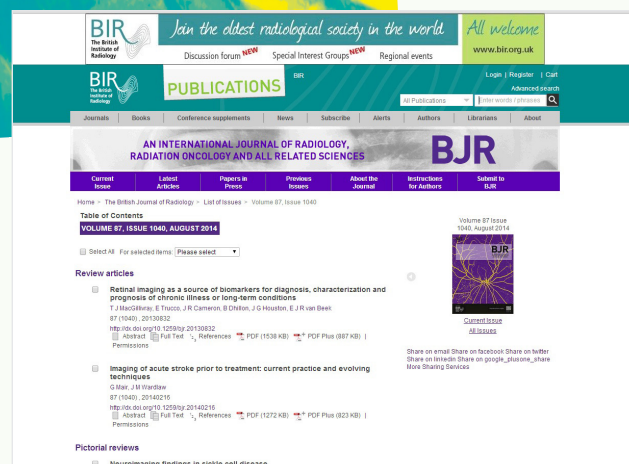 BIR
The British
Institute of
Radiology
Join the oldest radiological society in the world
Discussion forum NEW Special Interest Groups NEW Regional events
All welcome
www.bir.org.uk
BIR
The British
Institute of
Radiology
PUBLICATIONS
BIR
Login | Register | Cart
Advanced search
All Publications
Enter words / phrases
Journals Books Conference supplements News Subscribe Alerts Authors Librarians About
AN INTERNATIONAL JOURNAL OF RADIOLOGY,
RADIATION ONCOLOGY AND ALL RELATED SCIENCES
BJR
Current Issue
Latest Articles
Papers in Press
Previous Issues
About the Journal
Instructions for Authors
Submit to BJR
Home > The British Journal of Radiology > List of Issues > Volume 87, Issue 1040
Table of Contents
VOLUME 87, ISSUE 1040, AUGUST 2014
Select All For selected items: Please select
Review articles
Retinal imaging as a source of biomarkers for diagnosis, characterization and
prognosis of chronic illness or long-term conditions
T J MacGillivray, E Trucco, J R Cameron, B Dhillon, J G Houston, E J R van Beek
87 (1040), 20130832
http://dx.doi.org/10.1259/bjr.20130832
Abstract Full Text References PDF (1538 KB) PDF Plus (887 KB) |
Permissions
Imaging of acute stroke prior to treatment: current practice and evolving
techniques
G Mair, J M Wardlaw
87 (1040), 20140216
http://dx.doi.org/10.1259/bjr.20140216
Abstract Full Text References PDF (1272 KB) PDF Plus (823 KB) |
Permissions
Pictorial reviews
Neuroimaging findings in sickle cell disease
Volume 87 Issue
1040, August 2014
BJR
Current Issue
All Issues
Share on email Share on facebook Share on twitter
Share on linkedin Share on google_plusone_share
More Sharing Services